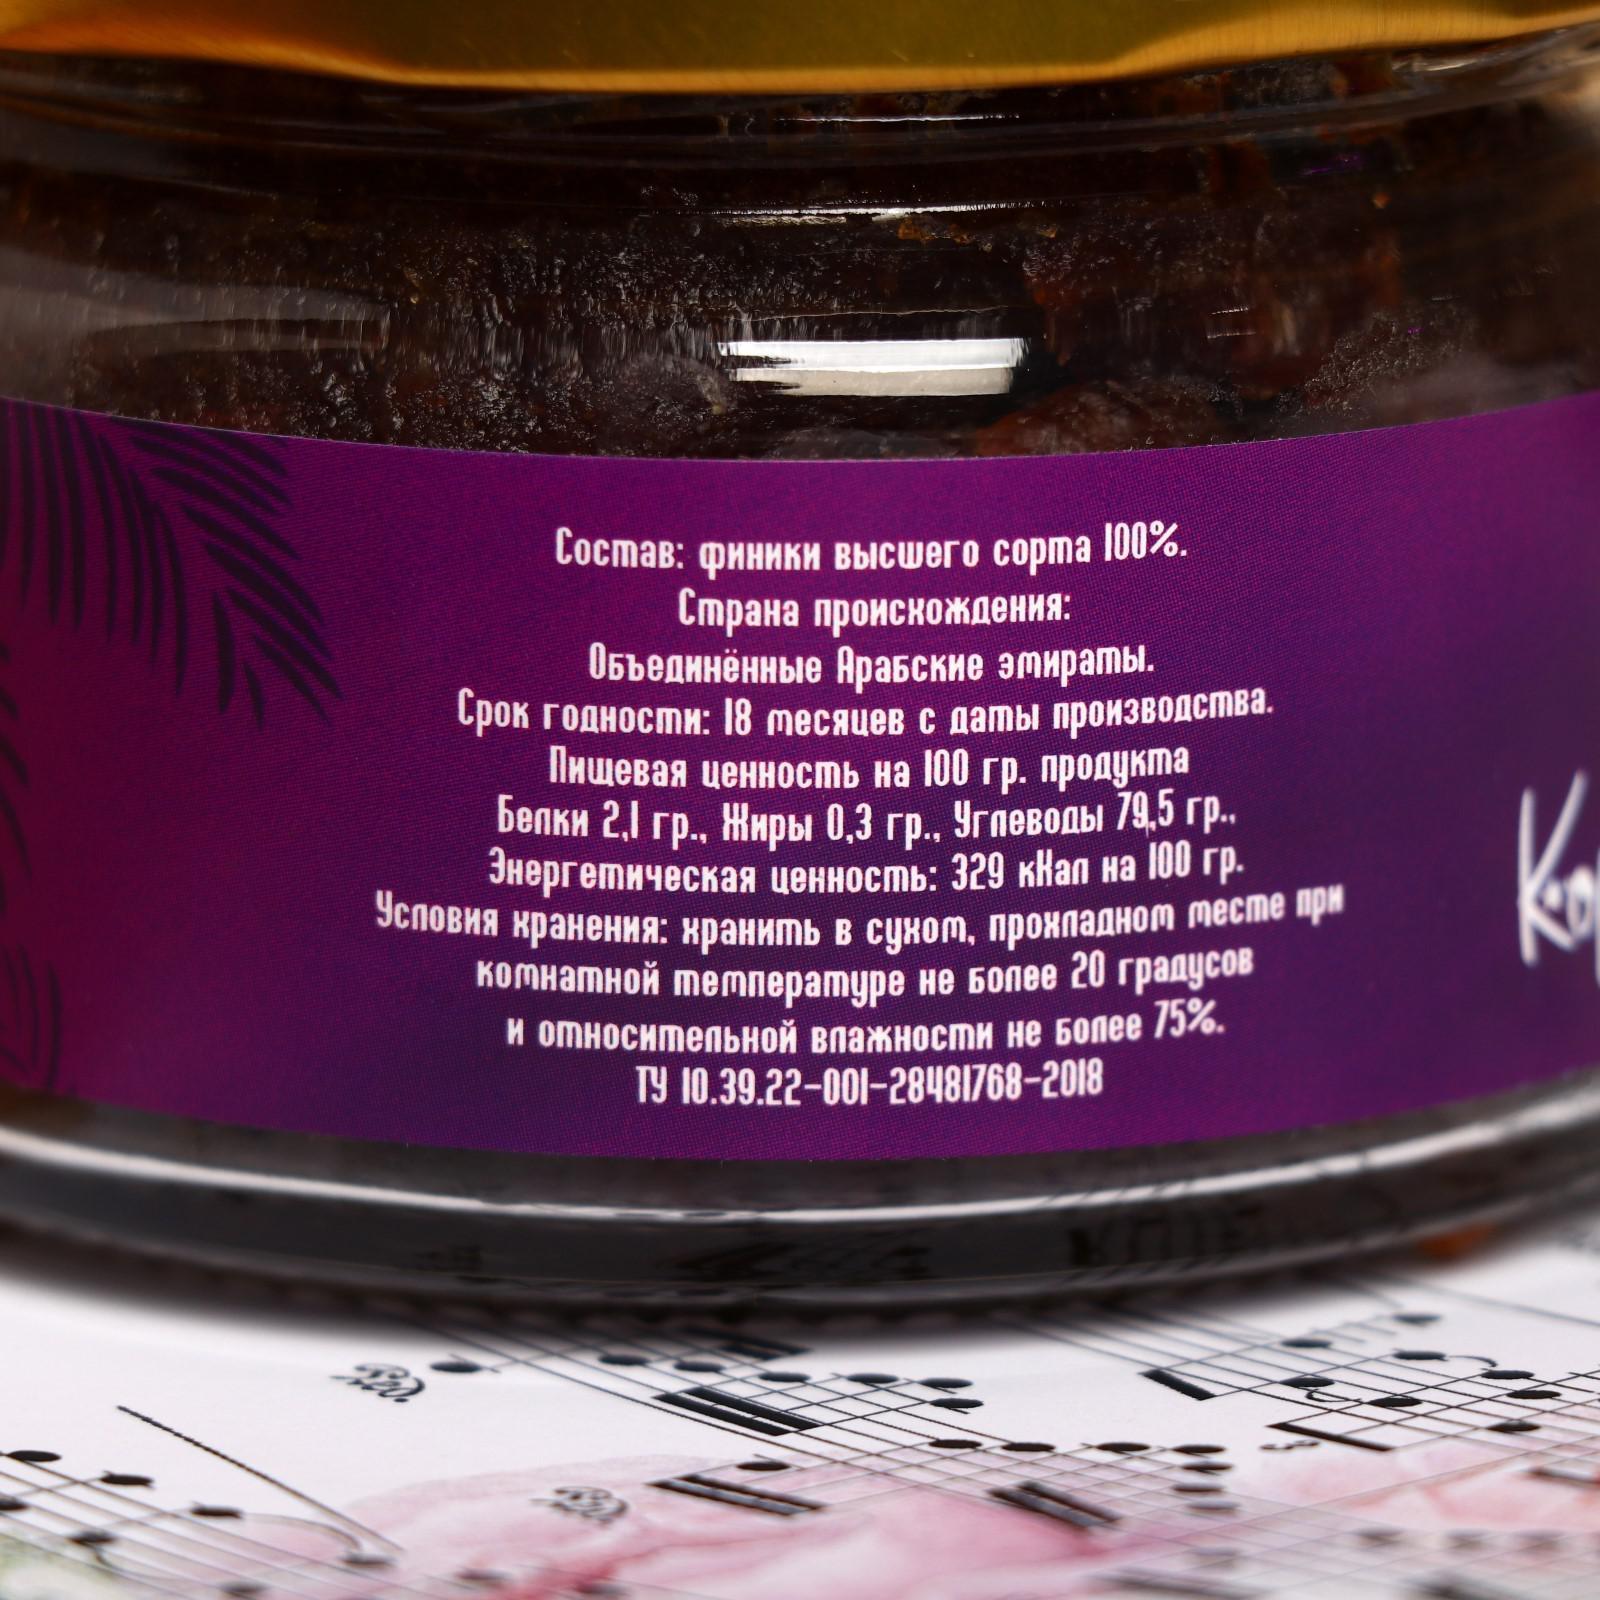 Состав: финики высшего сорта 100%.
Страна происхождения:
Объединённые Арабские эмираты.
Срок годности: 18 месяцев с даты производства.
Пищевая ценность на 100 гр. продукта
Белки 2,1 гр., Жиры 0,3 гр., Углеводы 79,5 гр.,
Энергетическая ценность: 329 кКал на 100 гр.
Условия хранения: хранить в сухом, прохладном месте при
комнатной температуре не более 20 градусов
и относительной влажности не более 75%.
ТУ 10.39.22-001-28481768-2018